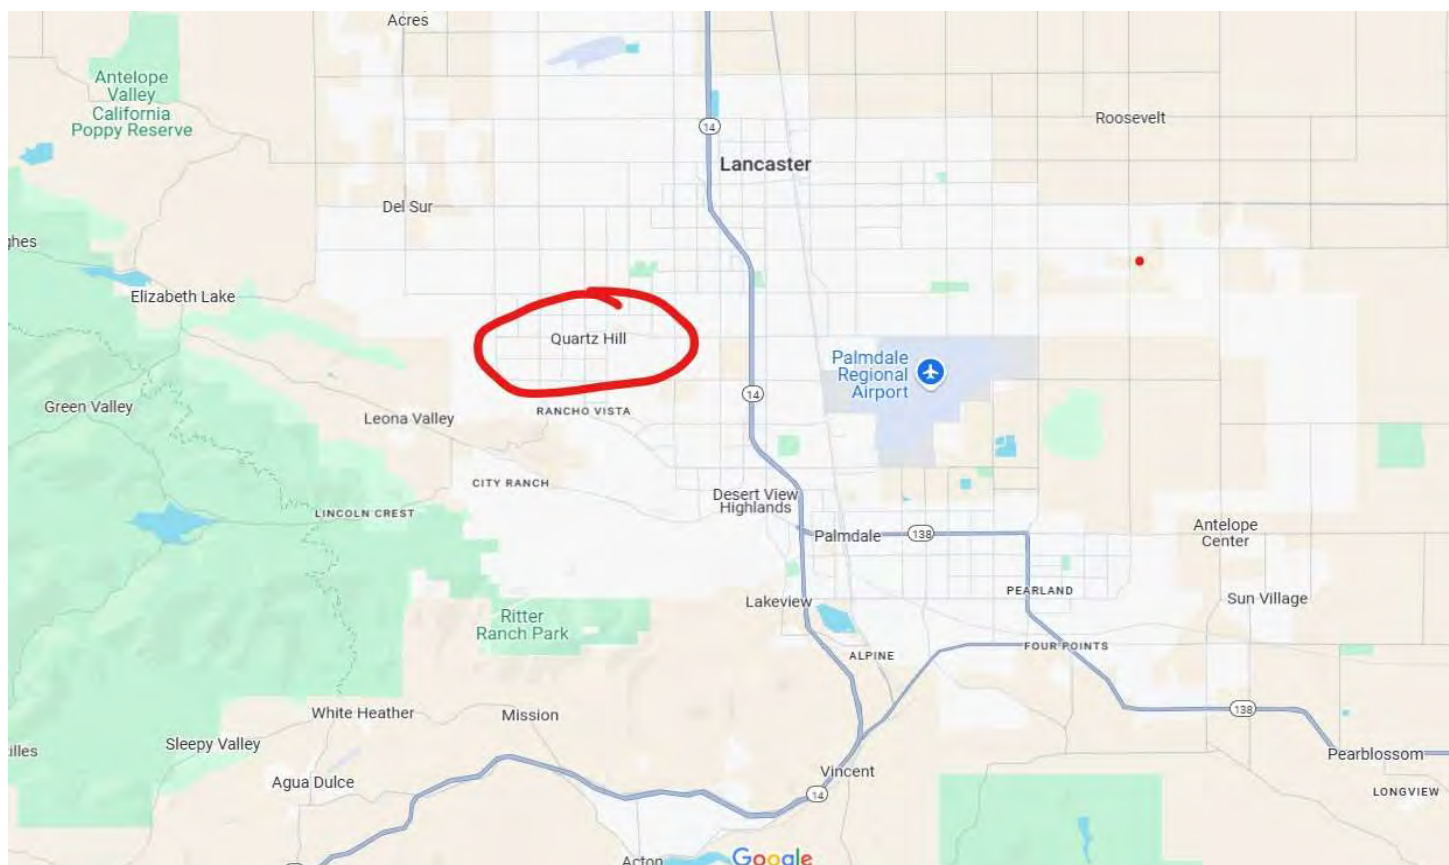 Acres
Antelope
Valley
California
Poppy Reserve
14
Roosevelt
Lancaster
Del Sur
ghes
Elizabeth Lake
Quartz Hill
Palmdale
Regional
Airport
14
Green Valley
Leona Valley
RANCHO VISTA
CITY RANCH
Desert View
Highlands
LINCOLN CREST
Palmdale
138
Antelope
Center
PEARLAND
Sun Village
Lakeview
Ritter
Ranch Park
ALPINE
FOUR POINTS
White Heather
Mission
138
Sleepy Valley
illes
Agua Dulce
Vincent
Pearblossom
14
LONGVIEW
Acton
Google